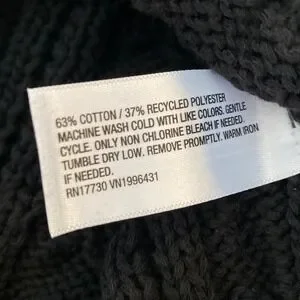 63% COTTON / 37% RECYCLED POLYESTER
MACHINE WASH COLD WITH LIKE COLORS. GENTLE
CYCLE. ONLY NON CHLORINE BLEACH IF NEEDED.
TUMBLE DRY LOW. REMOVE PROMPTLY. WARM IRON
IF NEEDED.
RN17730 VN1996431